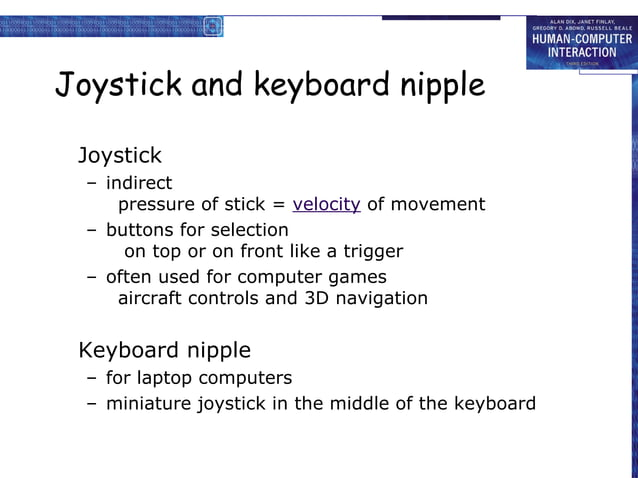 ALAN DIX, JANET FINLAY,
GREGORY D. ABOWD, RUSSELL BEALE
HUMAN-COMPUTER
INTERACTION
THIRD EDITION
Joystick and keyboard nipple
Joystick
– indirect
pressure of stick = velocity of movement
– buttons for selection
on top or on front like a trigger
– often used for computer games
aircraft controls and 3D navigation
Keyboard nipple
– for laptop computers
– miniature joystick in the middle of the keyboard